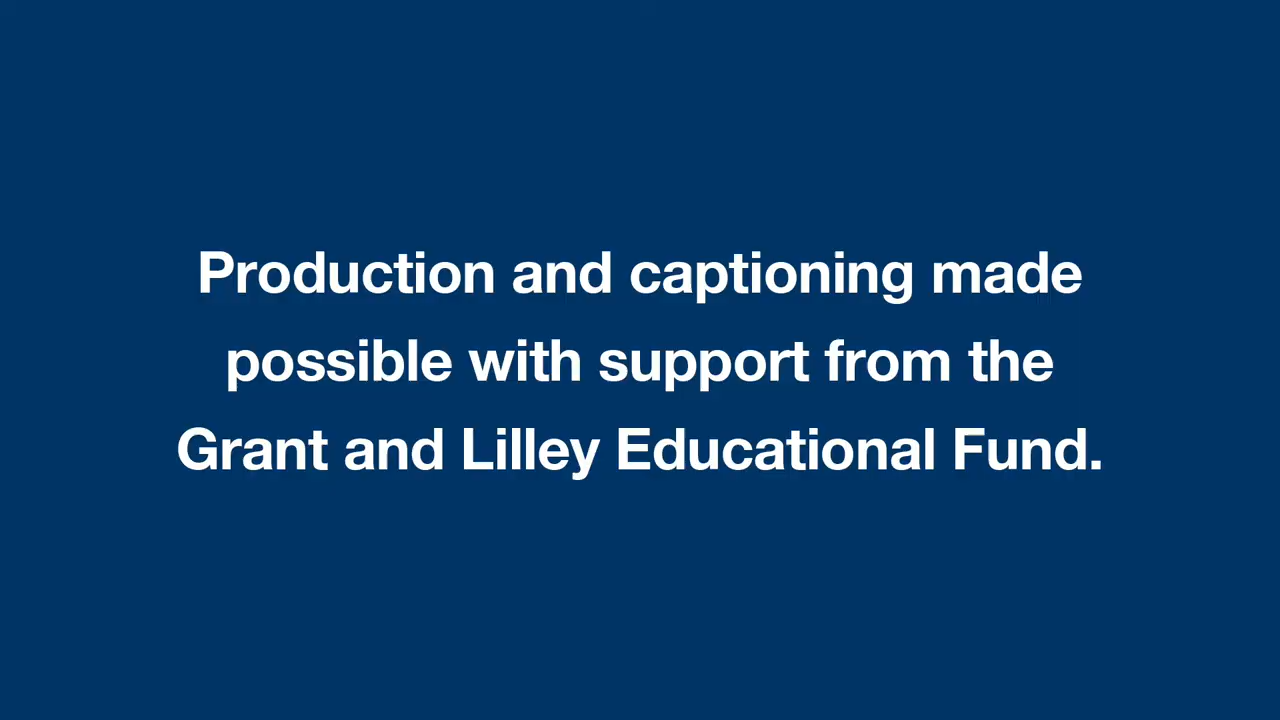 Production and captioning made
possible with support from the
Grant and Lilley Educational Fund.